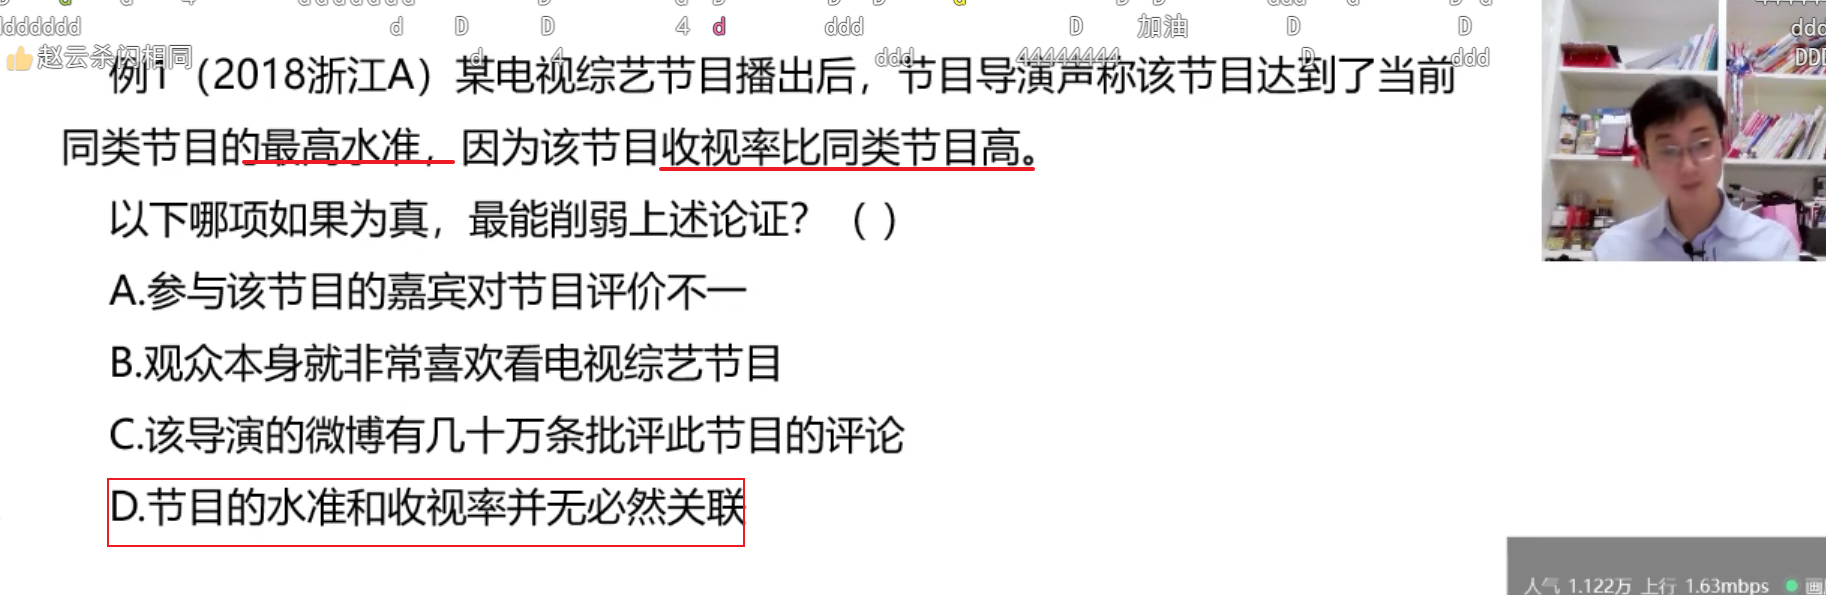 dddddd d D D 4 d ddd D 加油 D D ddd
赵云杀闪相同 d 4 ddd 44444444 D ddd
DDD
例1（2018浙江A）某电视综艺节目播出后，节目导演声称该节目达到了当前
同类节目的最高水准，因为该节目收视率比同类节目高。
以下哪项如果为真，最能削弱上述论证？（ ）
A.参与该节目的嘉宾对节目评价不一
B.观众本身就非常喜欢看电视综艺节目
C.该导演的微博有几十万条批评此节目的评论
D.节目的水准和收视率并无必然关联
人气 1.122万 上行 1.63mbps